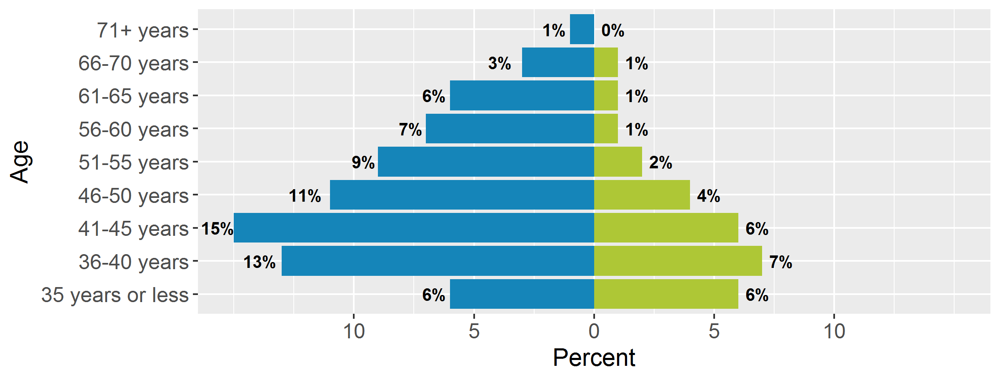 71+ years 1% 0%
66-70 years 3% 1%
61-65 years 6% 1%
56-60 years 7% 1%
51-55 years 9% 2%
46-50 years 11% 4%
41-45 years 15% 6%
36-40 years 13% 7%
35 years or less 6% 6%
Age
10 5 0 5 10
Percent